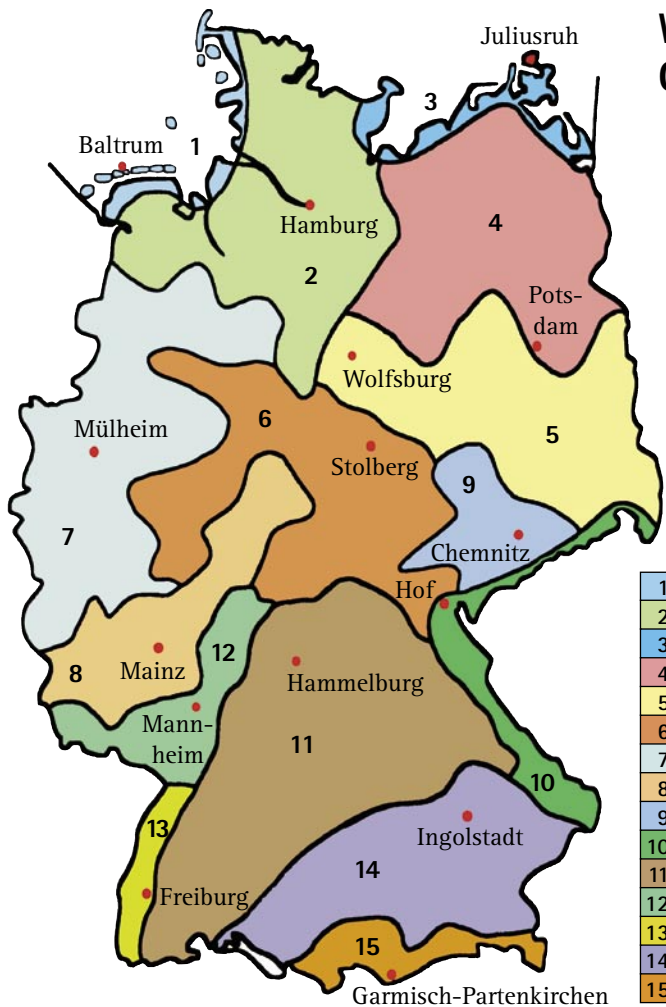 Juliusruh
3
1
Baltrum
4
Hamburg
2
Pots-
dam
Wolfsburg
6
Mülheim
5
Stolberg
9
7
Chemnitz
Hof
12
8
Mainz
Hammelburg
Mann-
heim
11
10
13
Ingolstadt
14
Freiburg
15
Garmisch-Partenkirchen
1
2
3
4
5
6
7
8
9
10
11
12
13
14
15